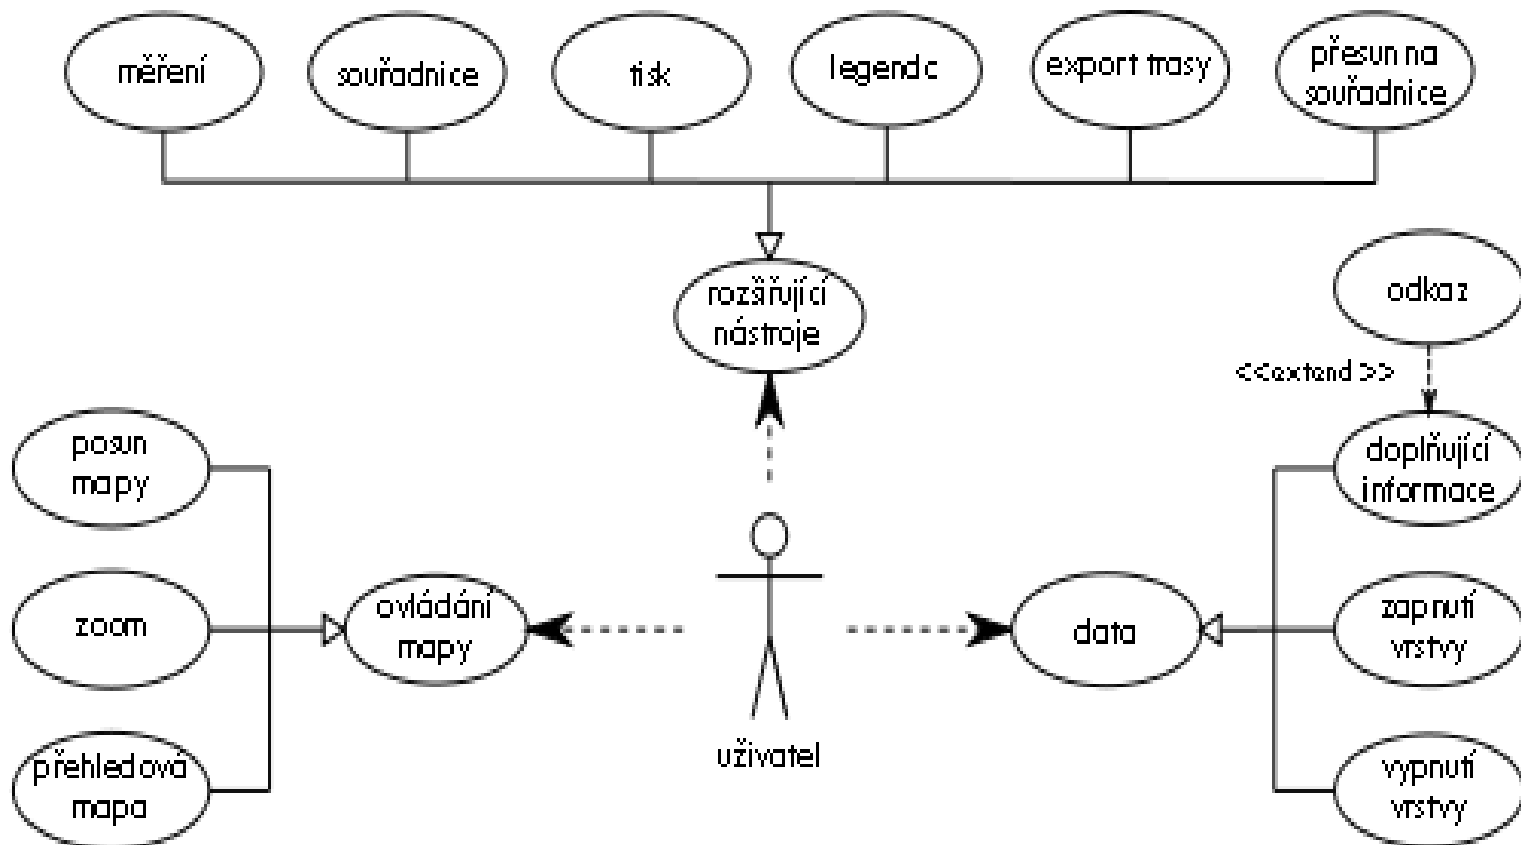 měření
souřadnice
tisk
legenda
export trasy
přesun na
souřadnice
rozšiřující
nástroje
odkaz
<<extend>>
posun
mapy
doplňující
informace
zoom
ovládání
mapy
data
zapnutí
vrstvy
uživatel
přehledová
mapa
vypnutí
vrstvy